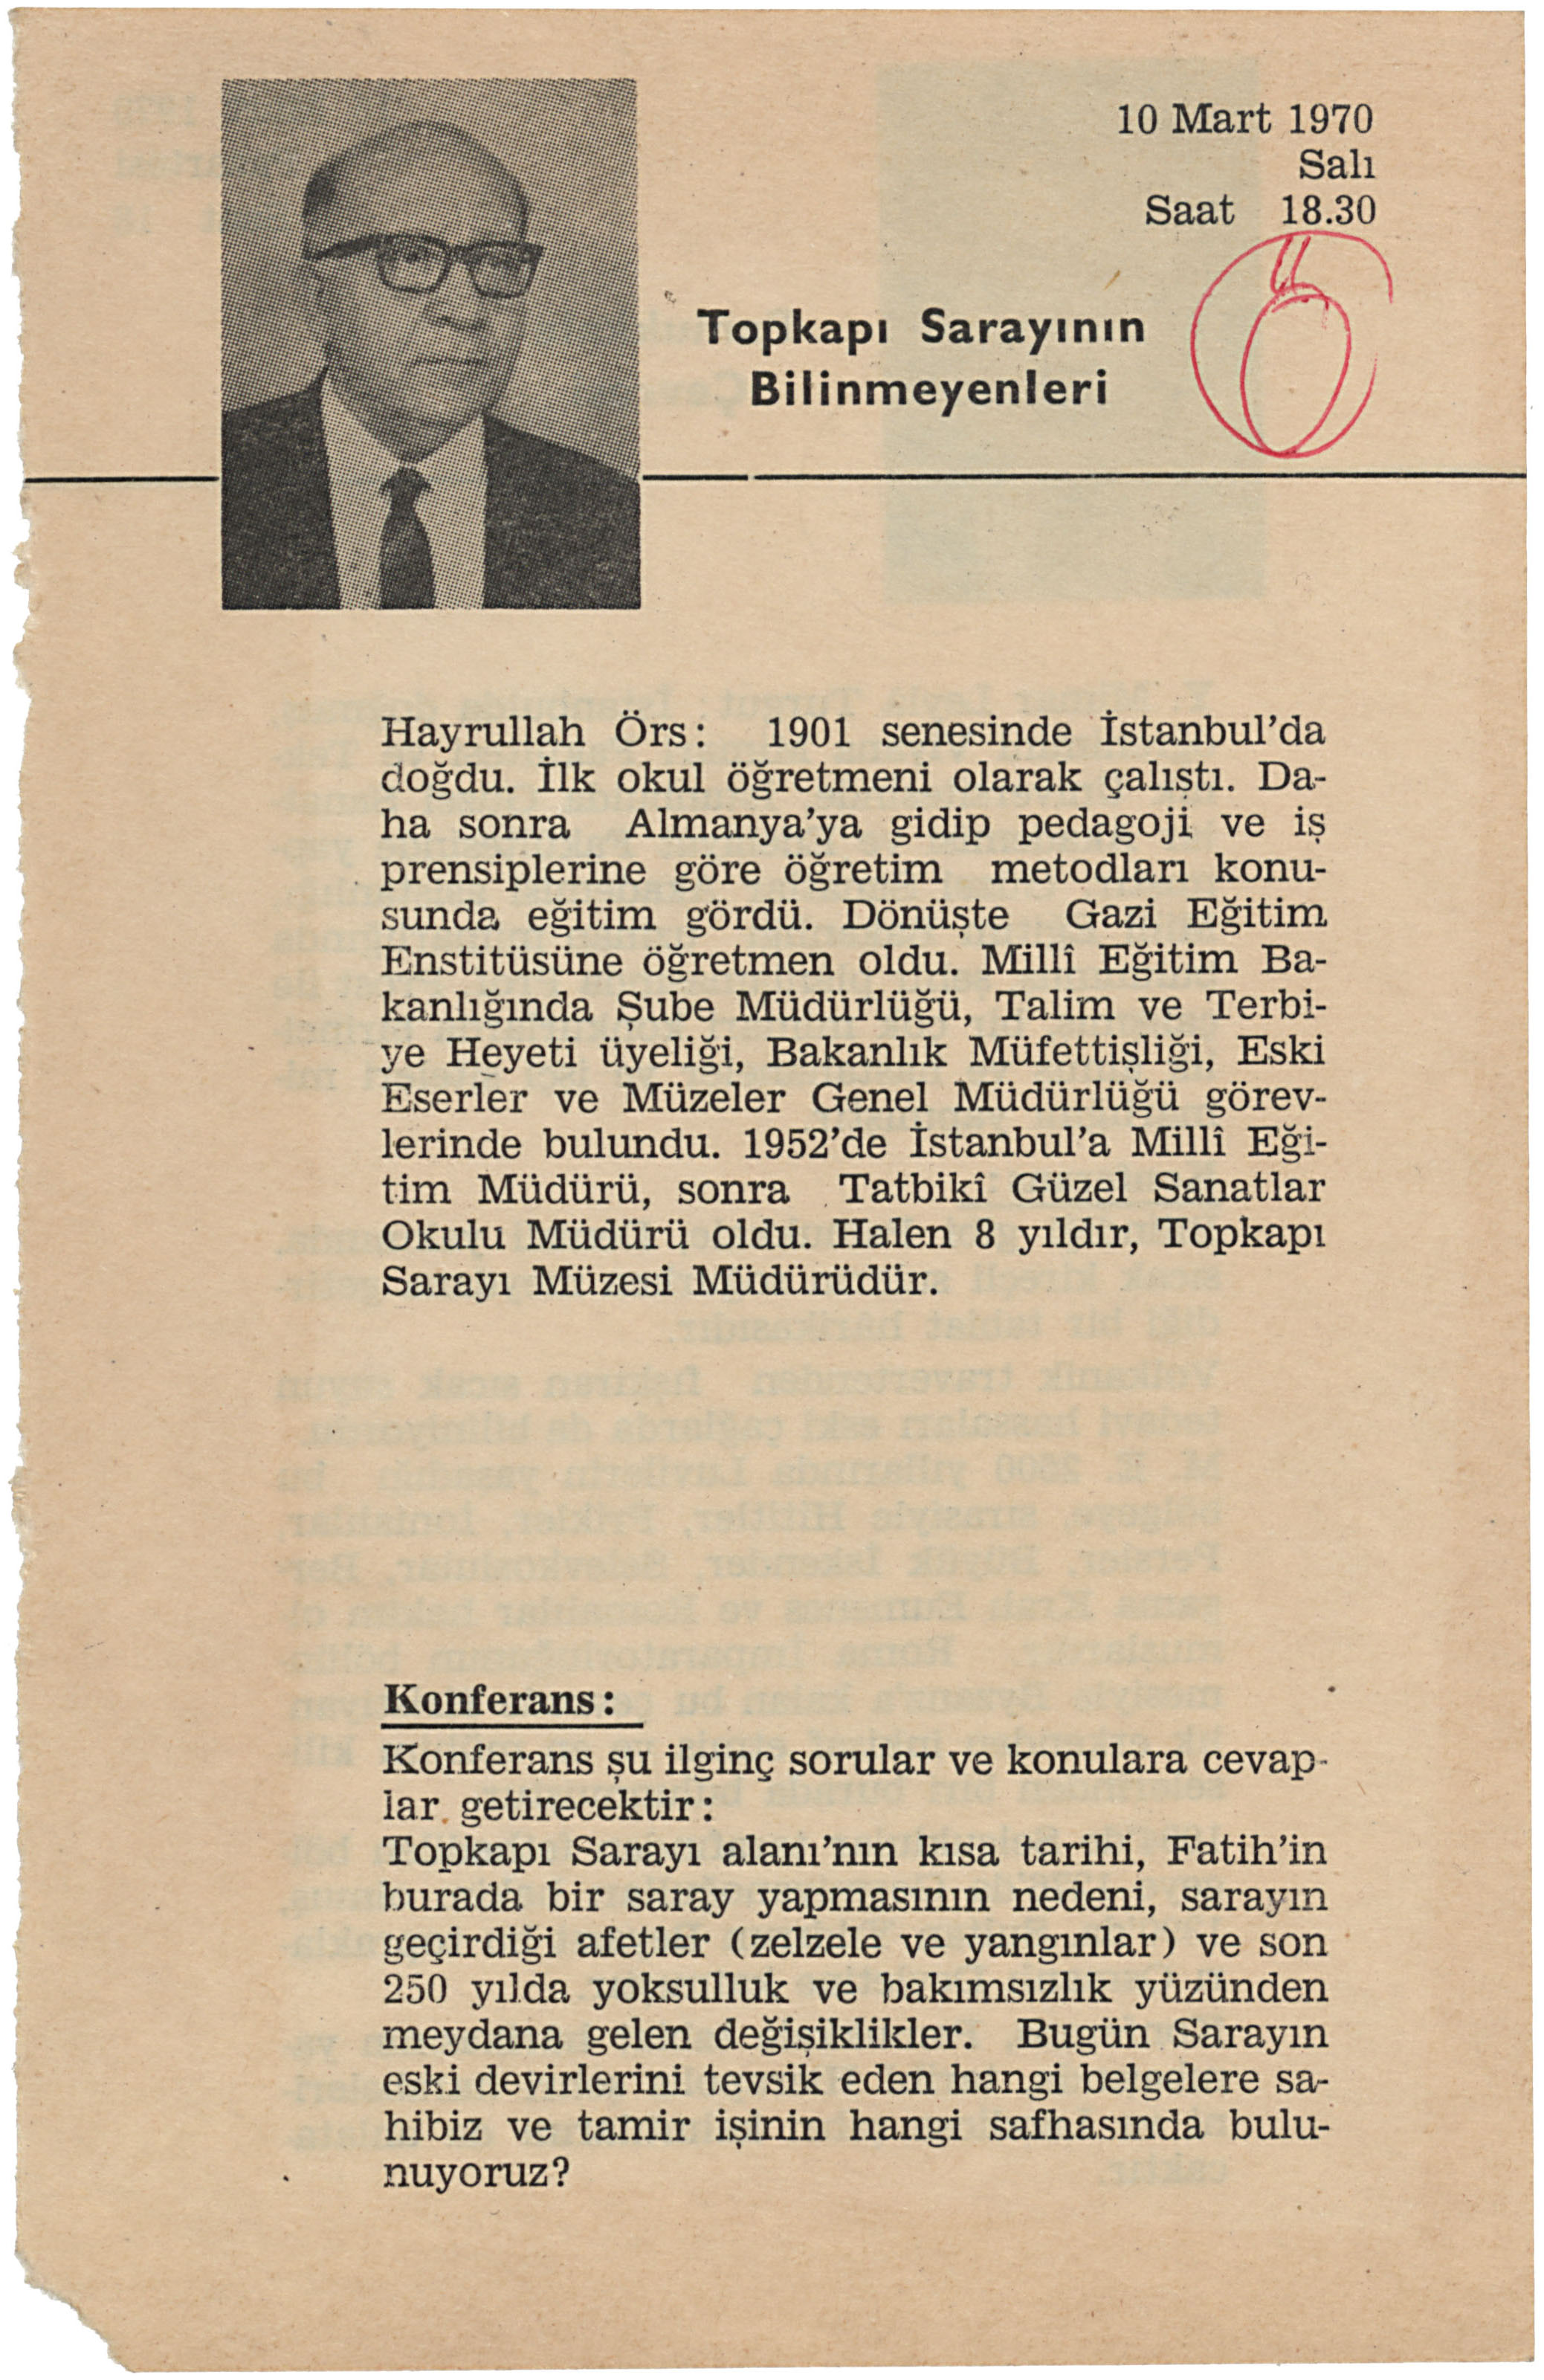 10 Mart 1970
Salı
Saat 18.30
Topkapı Sarayının
Bilinmeyenleri
Hayrullah Örs: 1901 senesinde İstanbul'da
doğdu. İlk okul öğretmeni olarak çalıştı. Da-
ha sonra Almanya'ya gidip pedagoji ve iş
prensiplerine göre öğretim metodları konu-
sunda eğitim gördü. Dönüşte Gazi Eğitim
Enstitüsüne öğretmen oldu. Millî Eğitim Ba-
kanlığında Şube Müdürlüğü, Talim ve Terbi-
ye Heyeti üyeliği, Bakanlık Müfettişliği, Eski
Eserler ve Müzeler Genel Müdürlüğü görev-
lerinde bulundu. 1952'de İstanbul'a Millî Eği-
tim Müdürü, sonra Tatbikî Güzel Sanatlar
Okulu Müdürü oldu. Halen 8 yıldır, Topkapı
Sarayı Müzesi Müdürüdür.
Konferans:
Konferans şu ilginç sorular ve konulara cevap-
lar getirecektir:
Topkapı Sarayı alanı'nın kısa tarihi, Fatih'in
burada bir saray yapmasının nedeni, sarayın
geçirdiği afetler (zelzele ve yangınlar) ve son
250 yılda yoksulluk ve bakımsızlık yüzünden
meydana gelen değişiklikler. Bugün Sarayın
eski devirlerini tevsik eden hangi belgelere sa-
hibiz ve tamir işinin hangi safhasında bulu-
nuyoruz?